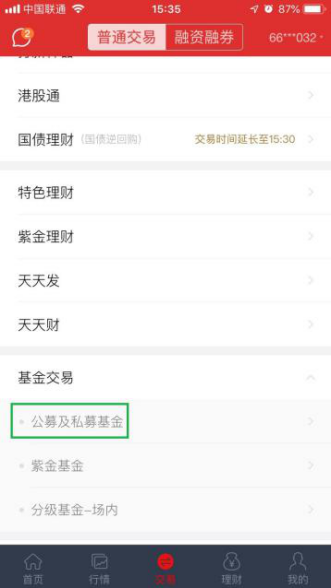 中国联通 15:35 87%
2 普通交易 融资融券 66***032
港股通
国债理财 (国债逆回购) 交易时间延长至15:30
特色理财
紫金理财
天天发
天天财
基金交易
公募及私募基金
紫金基金
分级基金-场内
首页 行情 交易 理财 我的